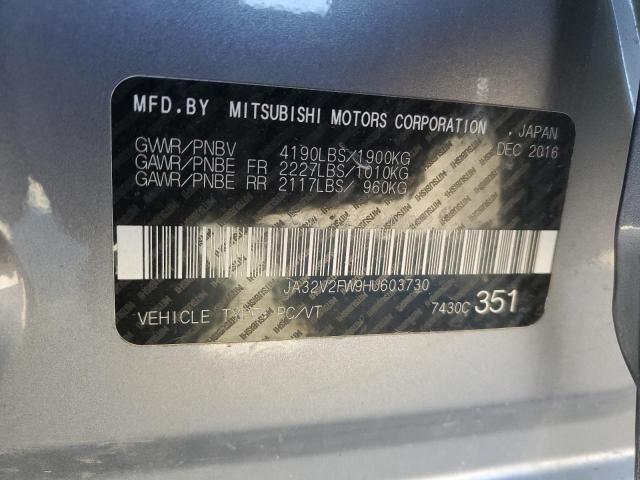 MFD.BY MITSUBISHI MOTORS CORPORATION , JAPAN
GVWR/PNBV 4190LBS/1900KG DEC 2016
GAWR/PNBE FR 2227LBS/1010KG
GAWR/PNBE RR 2117LBS/ 960KG
JA32V2FW9HU603730
VEHICLE TYPE PC/VT 7430C 351